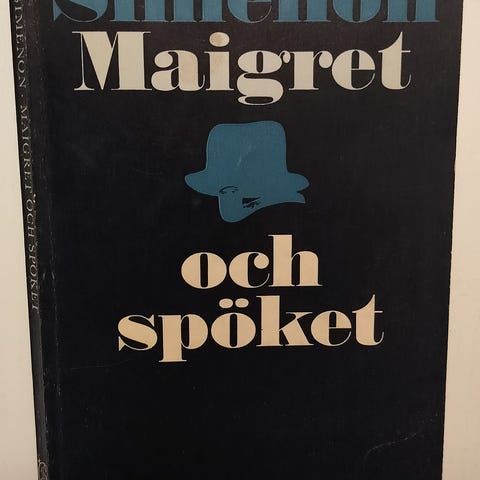 Simenon
Maigret
och
spöket
SIMENON · MAIGRET OCH SPÖKET